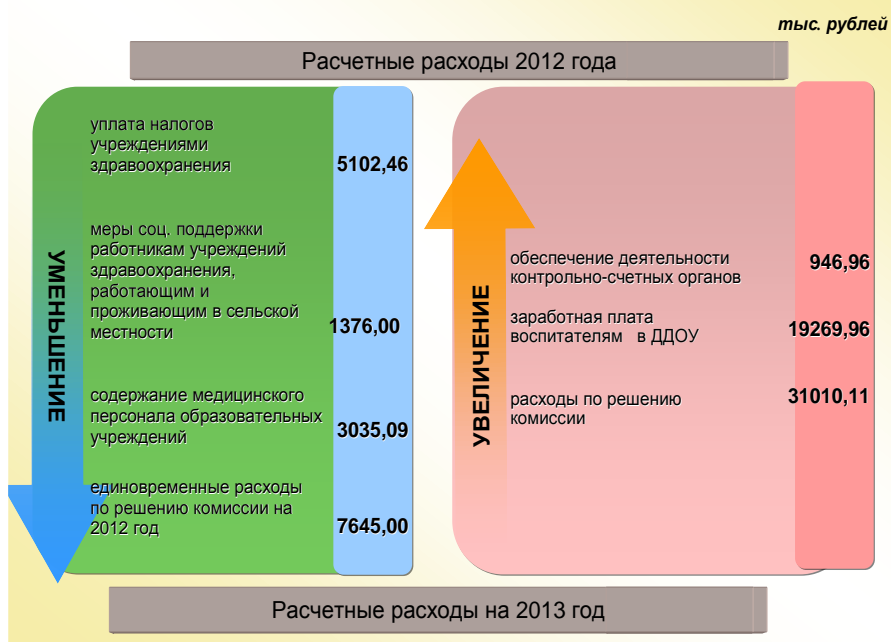 тыс. рублей
Расчетные расходы 2012 года
УМЕНЬШЕНИЕ
уплата налогов
учреждениями
здравоохранения
5102,46
меры соц. поддержки
работникам учреждений
здравоохранения,
работающим и
проживающим в сельской
местности
1376,00
содержание медицинского
персонала образовательных
учреждений
3035,09
единовременные расходы
по решению комиссии на
2012 год
7645,00
УВЕЛИЧЕНИЕ
обеспечение деятельности
контрольно-счетных органов
946,96
заработная плата
воспитателям в ДДОУ
19269,96
расходы по решению
комиссии
31010,11
Расчетные расходы на 2013 год